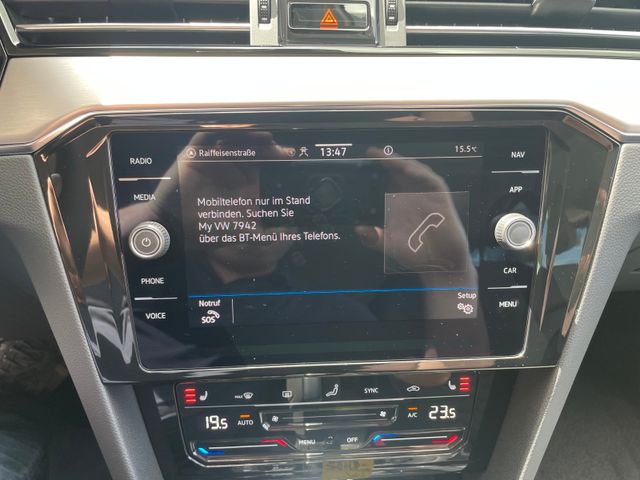 Raiffeisenstraße 13:47 15.5°C
RADIO
MEDIA
PHONE
VOICE
Mobiltelefon nur im Stand
verbinden. Suchen Sie
My VW 7942
über das BT-Menü Ihres Telefons.
Notruf
SOS
Setup
NAV
APP
CAR
MENU
MAX SYNC
19.5 AUTO A/C 23.5
MENU OFF